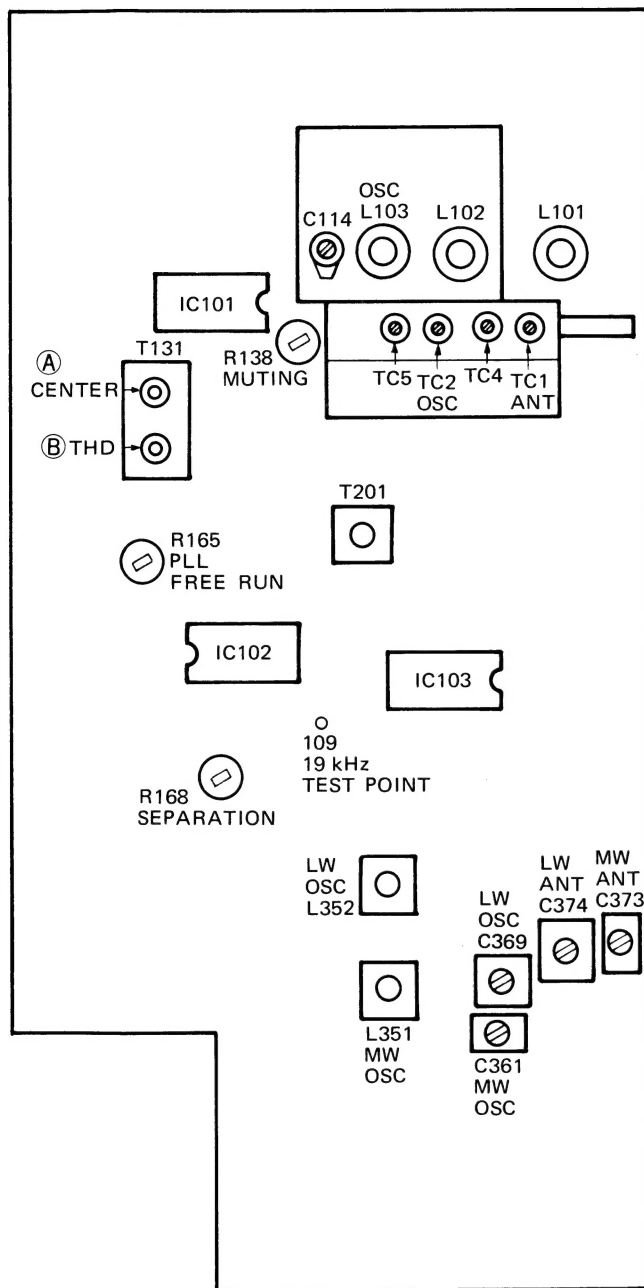 OSC
C114 L103 L102 L101
IC101
R138
MUTING
TC5 TC2 TC4 TC1
OSC ANT
T131
Ⓐ
CENTER
Ⓑ THD
T201
R165
PLL
FREE RUN
IC102
IC103
109
19 kHz
TEST POINT
R168
SEPARATION
LW
OSC
L352
LW
OSC
C369
LW
ANT
C374
MW
ANT
C373
L351
MW
OSC
C361
MW
OSC